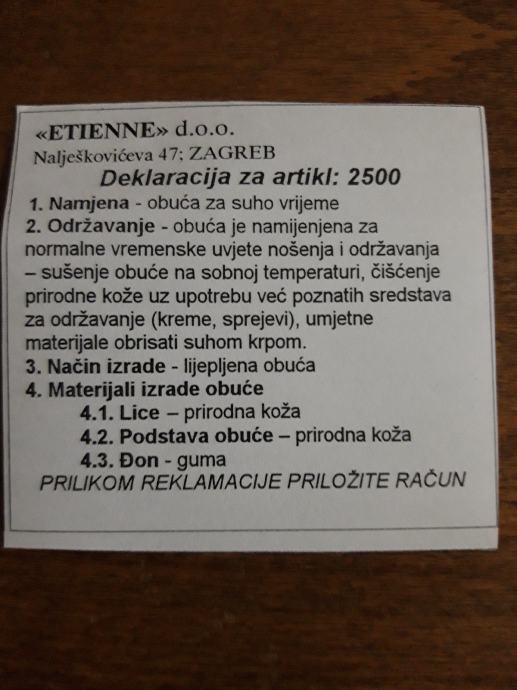 «ETIENNE» d.o.o.
Nalješkovićeva 47; ZAGREB
Deklaracija za artikl: 2500
1. Namjena - obuća za suho vrijeme
2. Održavanje - obuća je namijenjena za
normalne vremenske uvjete nošenja i održavanja
– sušenje obuće na sobnoj temperaturi, čišćenje
prirodne kože uz upotrebu već poznatih sredstava
za održavanje (kreme, sprejevi), umjetne
materijale obrisati suhom krpom.
3. Način izrade - lijepljena obuća
4. Materijali izrade obuće
4.1. Lice – prirodna koža
4.2. Podstava obuće – prirodna koža
4.3. Đon - guma
PRILIKOM REKLAMACIJE PRILOŽITE RAČUN